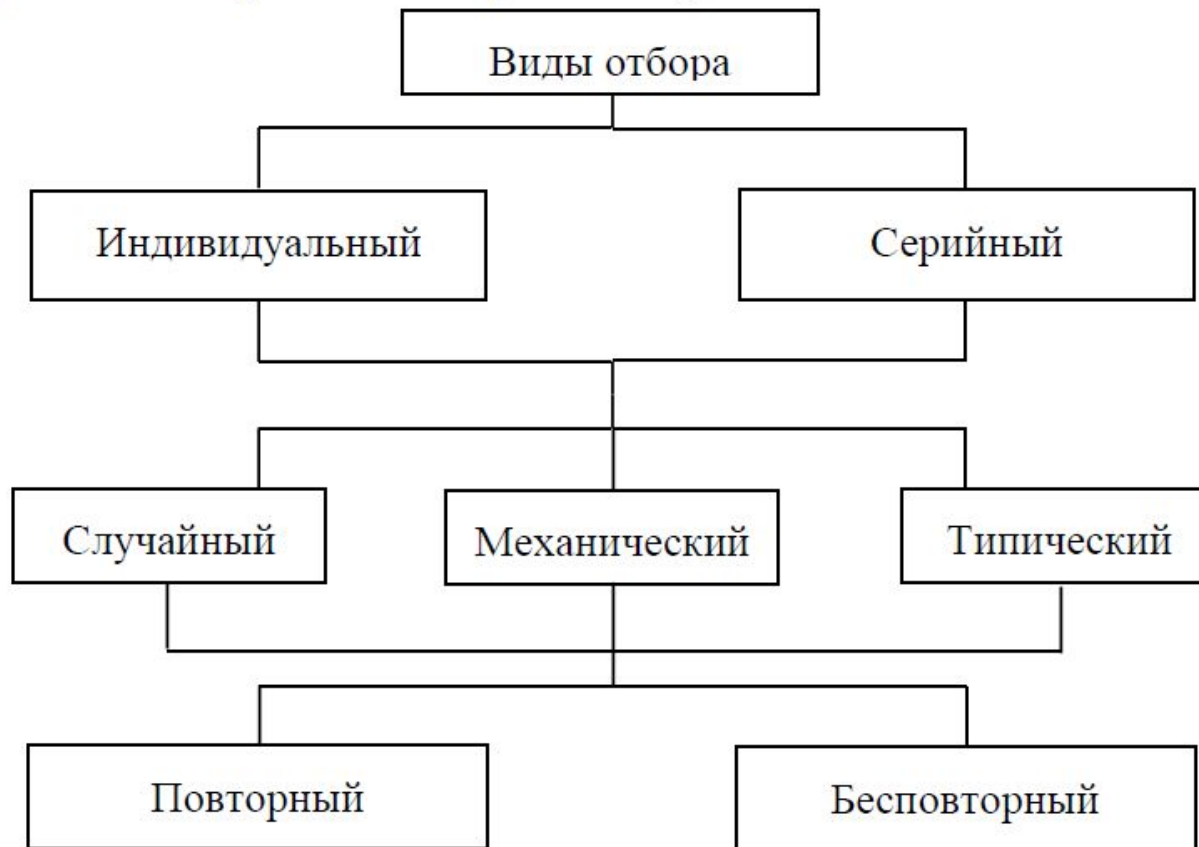 Виды отбора
Индивидуальный
Серийный
Случайный
Механический
Типический
Повторный
Бесповторный